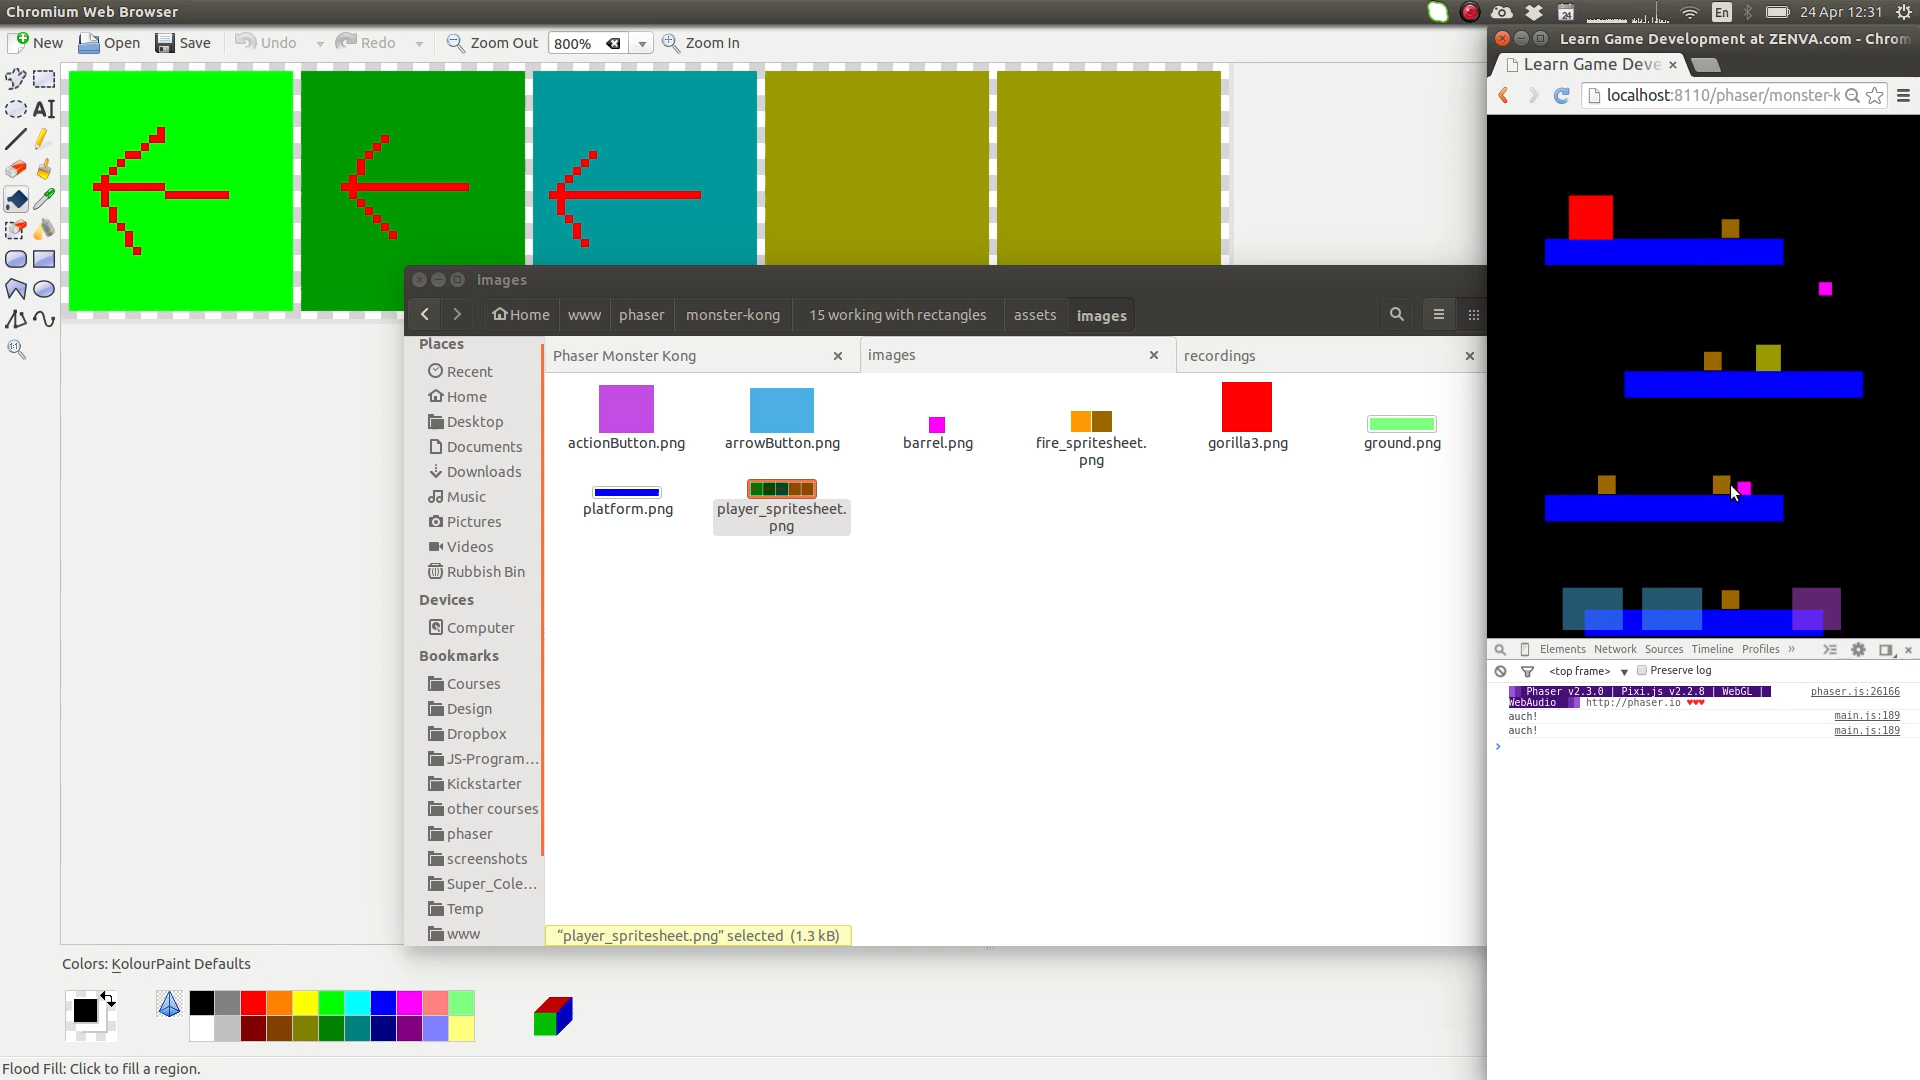 Chromium Web Browser
24
En
24 Apr 12:31
New
Open
Save
Undo
Redo
Zoom Out
800%
Zoom In
Learn Game Development at ZENVA.com - Chrom
Learn Game Deve
localhost:8110/phaser/monster-k
images
Home
www
phaser
monster-kong
15 working with rectangles
assets
images
Places
Recent
Home
Desktop
Documents
Downloads
Music
Pictures
Videos
Rubbish Bin
Devices
Computer
Bookmarks
Courses
Design
Dropbox
JS-Program...
Kickstarter
other courses
phaser
screenshots
Super_Cole...
Temp
www
Phaser Monster Kong
images
recordings
actionButton.png
arrowButton.png
barrel.png
fire_spritesheet.
png
gorilla3.png
ground.png
platform.png
player_spritesheet.
png
“player_spritesheet.png” selected (1.3 kB)
Elements Network Sources Timeline Profiles »
<top frame>
Preserve log
Phaser v2.3.0 | Pixi.js v2.2.8 | WebGL |
phaser.js:26166
WebAudio http://phaser.io ♥♥♥
auch!
main.js:189
auch!
main.js:189
Colors: KolourPaint Defaults
Flood Fill: Click to fill a region.